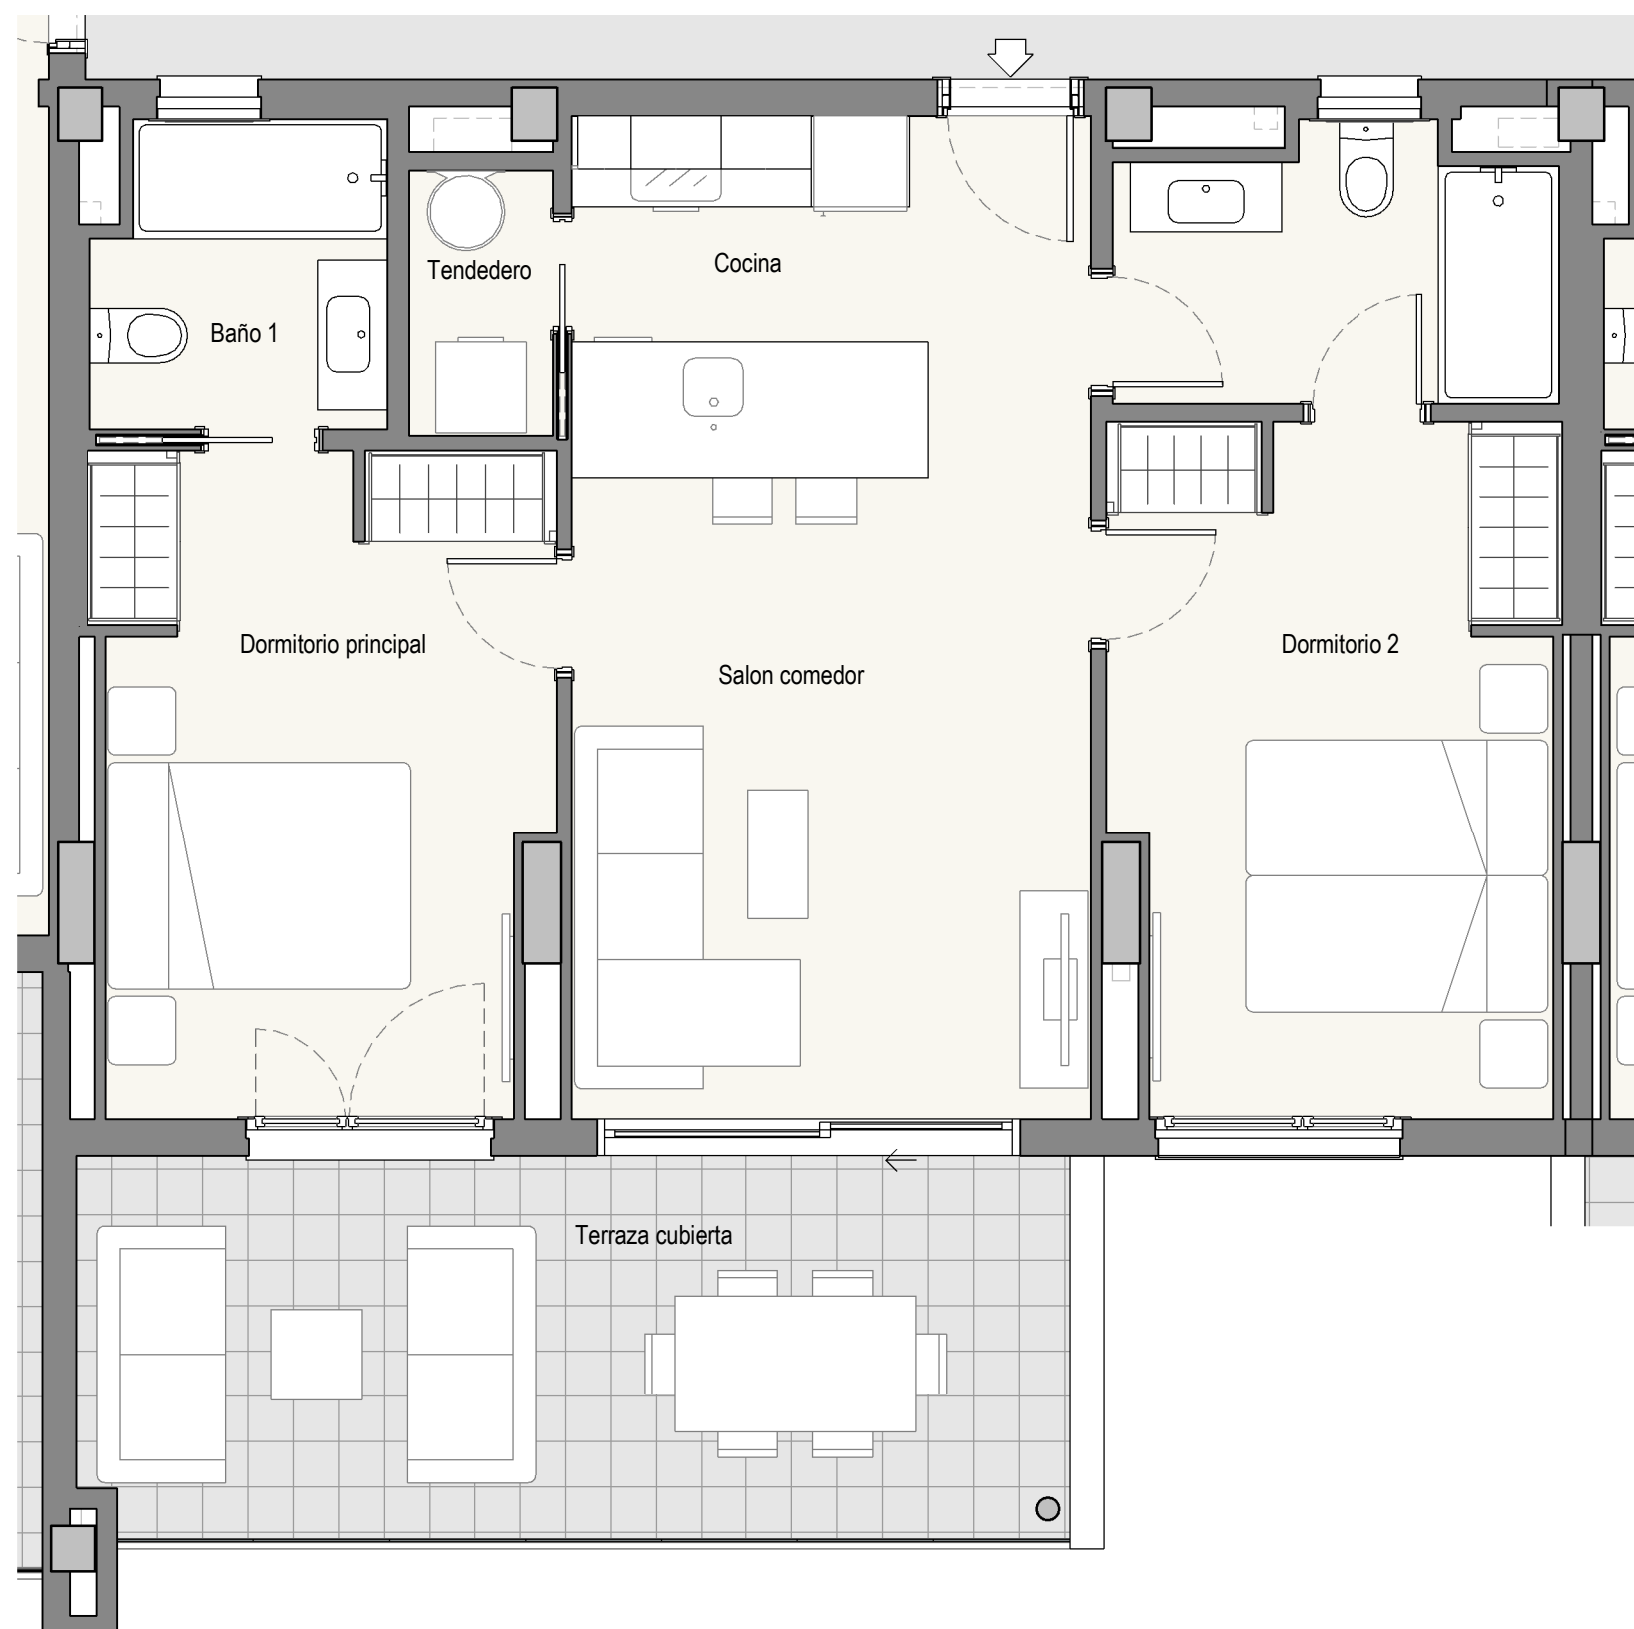 Cocina
Tendedero
Baño 1
Dormitorio principal
Dormitorio 2
Salon comedor
Terraza cubierta